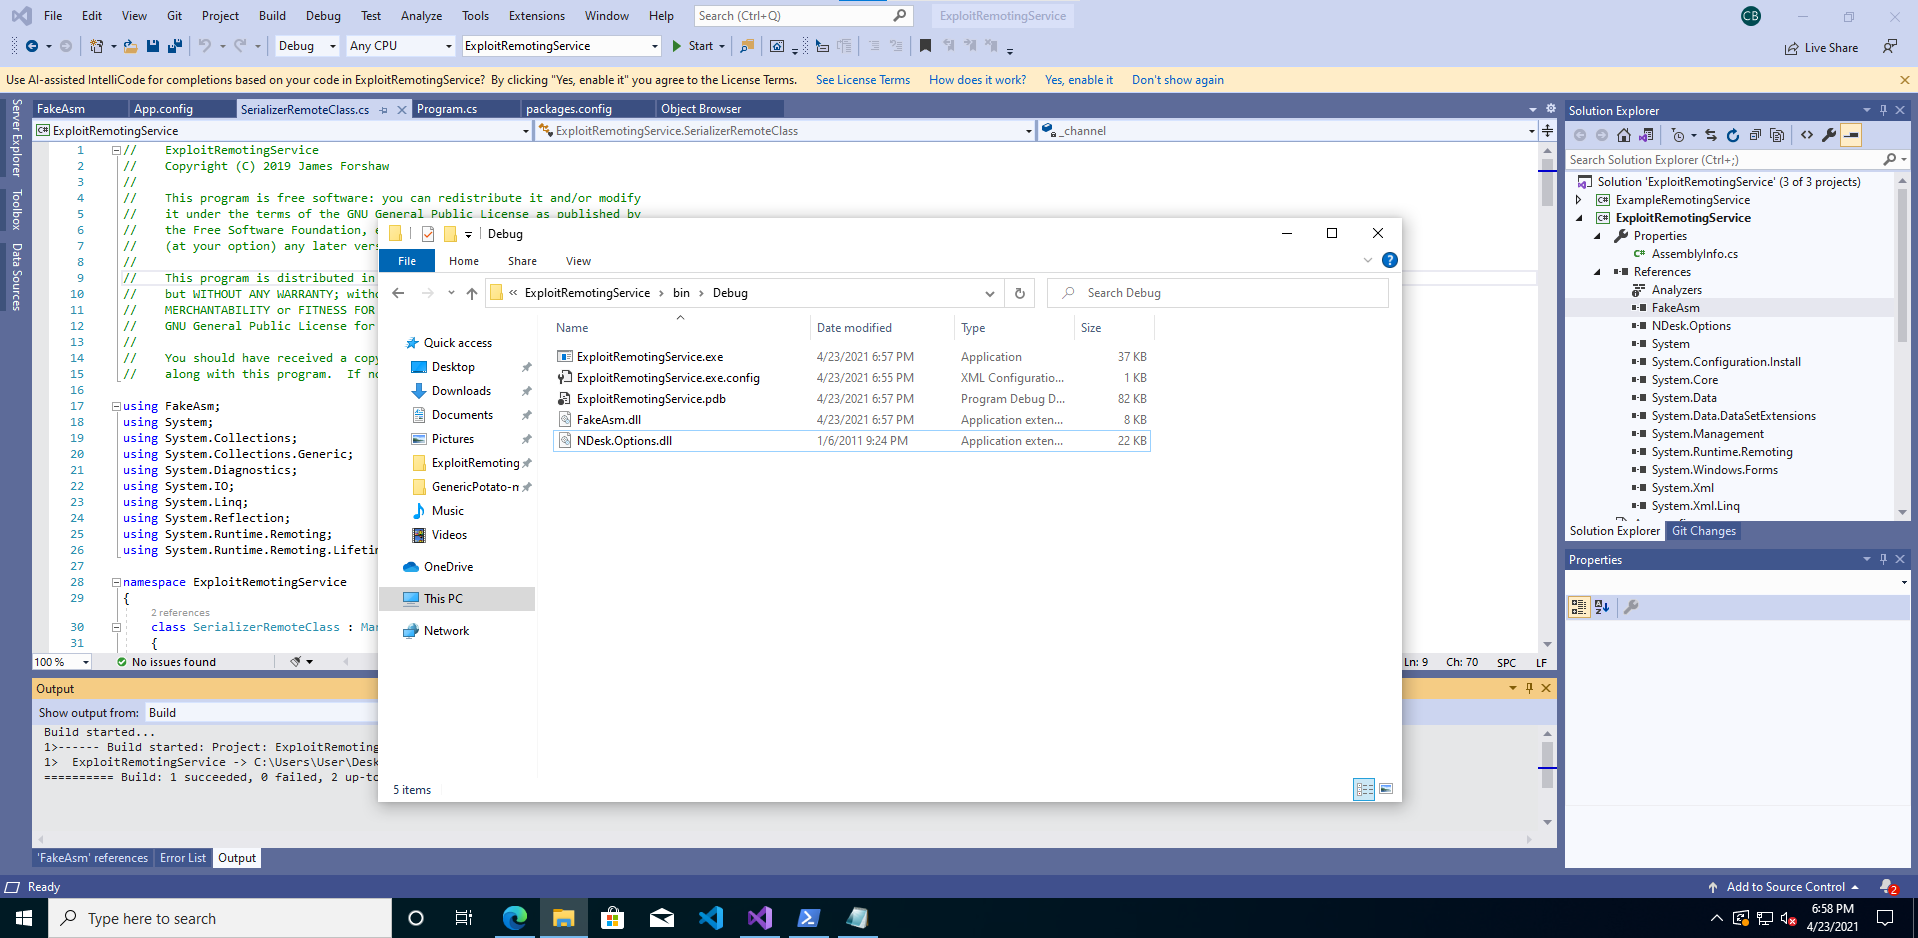 File Edit View Git Project Build Debug Test Analyze Tools Extensions Window Help Search (Ctrl+Q) ExploitRemotingService CB
Debug Any CPU ExploitRemotingService Start Live Share
Use AI-assisted IntelliCode for completions based on your code in ExploitRemotingService? By clicking "Yes, enable it" you agree to the License Terms. See License Terms How does it work? Yes, enable it Don't show again
Server Explorer
Toolbox
Data Sources
FakeAsm App.config SerializerRemoteClass.cs Program.cs packages.config Object Browser
C# ExploitRemotingService ExploitRemotingService.SerializerRemoteClass _channel
1 // ExploitRemotingService
2 // Copyright (C) 2019 James Forshaw
3 //
4 // This program is free software: you can redistribute it and/or modify
5 // it under the terms of the GNU General Public License as published by
6 // the Free Software Foundation, e
7 // (at your option) any later vers
8 //
9 // This program is distributed in
10 // but WITHOUT ANY WARRANTY; witho
11 // MERCHANTABILITY or FITNESS FOR
12 // GNU General Public License for
13 //
14 // You should have received a copy
15 // along with this program. If no
16
17 using FakeAsm;
18 using System;
19 using System.Collections;
20 using System.Collections.Generic;
21 using System.Diagnostics;
22 using System.IO;
23 using System.Linq;
24 using System.Reflection;
25 using System.Runtime.Remoting;
26 using System.Runtime.Remoting.Lifetim
27
28 namespace ExploitRemotingService
29 {
2 references
30 class SerializerRemoteClass : Mar
31 {
100 % No issues found Ln: 9 Ch: 70 SPC LF
Output
Show output from: Build
Build started...
1>------ Build started: Project: ExploitRemoting
1> ExploitRemotingService -> C:\Users\User\Desk
========== Build: 1 succeeded, 0 failed, 2 up-to
'FakeAsm' references Error List Output
Debug
File Home Share View
« ExploitRemotingService › bin › Debug Search Debug
Name Date modified Type Size
ExploitRemotingService.exe 4/23/2021 6:57 PM Application 37 KB
ExploitRemotingService.exe.config 4/23/2021 6:55 PM XML Configuratio... 1 KB
ExploitRemotingService.pdb 4/23/2021 6:57 PM Program Debug D... 82 KB
FakeAsm.dll 4/23/2021 6:57 PM Application exten... 8 KB
NDesk.Options.dll 1/6/2011 9:24 PM Application exten... 22 KB
Quick access
Desktop
Downloads
Documents
Pictures
ExploitRemoting
GenericPotato-m
Music
Videos
OneDrive
This PC
Network
5 items
Solution Explorer
Search Solution Explorer (Ctrl+;)
Solution 'ExploitRemotingService' (3 of 3 projects)
C# ExampleRemotingService
C# ExploitRemotingService
Properties
C# AssemblyInfo.cs
References
Analyzers
FakeAsm
NDesk.Options
System
System.Configuration.Install
System.Core
System.Data
System.Data.DataSetExtensions
System.Management
System.Runtime.Remoting
System.Windows.Forms
System.Xml
System.Xml.Linq
Solution Explorer Git Changes
Properties
Ready Add to Source Control 2
Type here to search 6:58 PM
4/23/2021